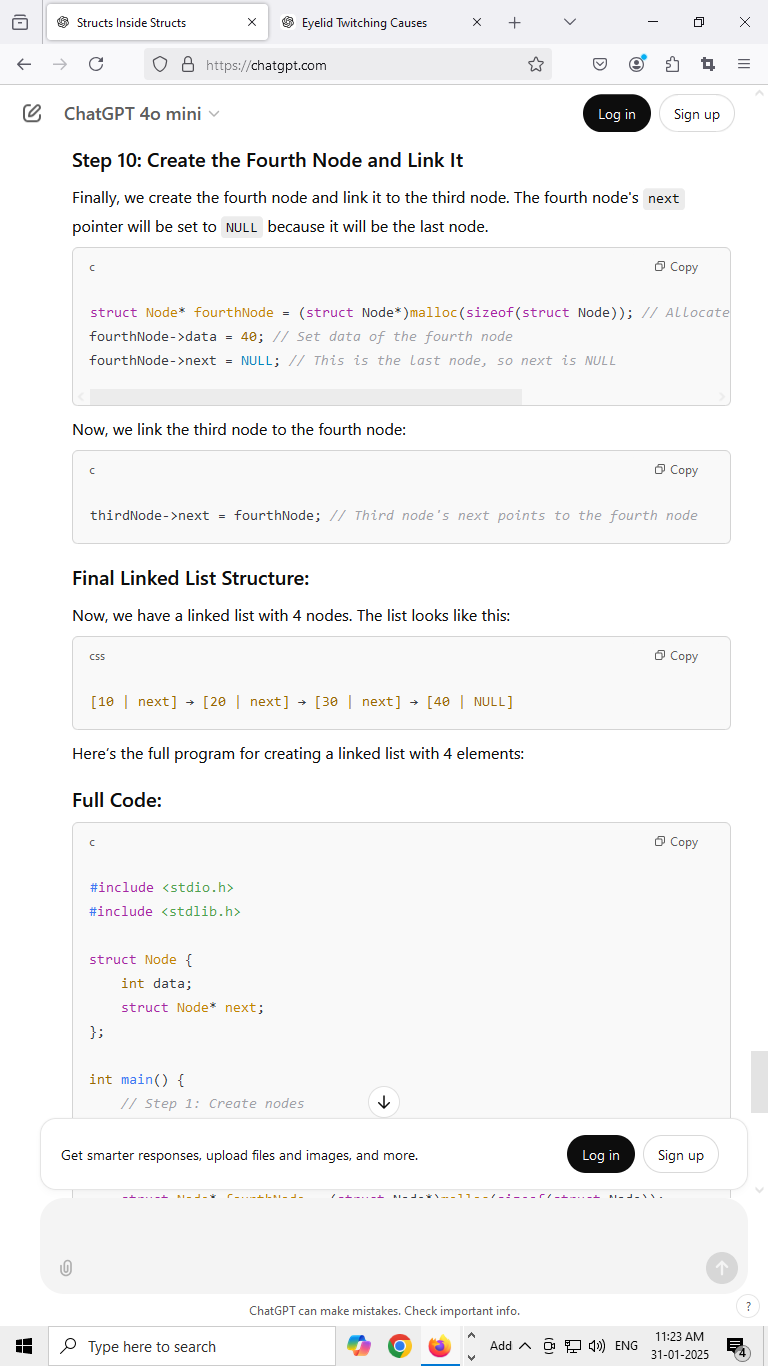 Structs Inside Structs
Eyelid Twitching Causes
https://chatgpt.com
ChatGPT 4o mini
Log in
Sign up
Step 10: Create the Fourth Node and Link It
Finally, we create the fourth node and link it to the third node. The fourth node's next
pointer will be set to NULL because it will be the last node.
c
Copy
struct Node* fourthNode = (struct Node*)malloc(sizeof(struct Node)); // Allocate
fourthNode->data = 40; // Set data of the fourth node
fourthNode->next = NULL; // This is the last node, so next is NULL
Now, we link the third node to the fourth node:
c
Copy
thirdNode->next = fourthNode; // Third node's next points to the fourth node
Final Linked List Structure:
Now, we have a linked list with 4 nodes. The list looks like this:
css
Copy
[10 | next] → [20 | next] → [30 | next] → [40 | NULL]
Here's the full program for creating a linked list with 4 elements:
Full Code:
c
Copy
#include <stdio.h>
#include <stdlib.h>
struct Node {
    int data;
    struct Node* next;
};
int main() {
    // Step 1: Create nodes
Get smarter responses, upload files and images, and more.
Log in
Sign up
ChatGPT can make mistakes. Check important info.
?
Type here to search
Add
ENG
11:23 AM
31-01-2025
4